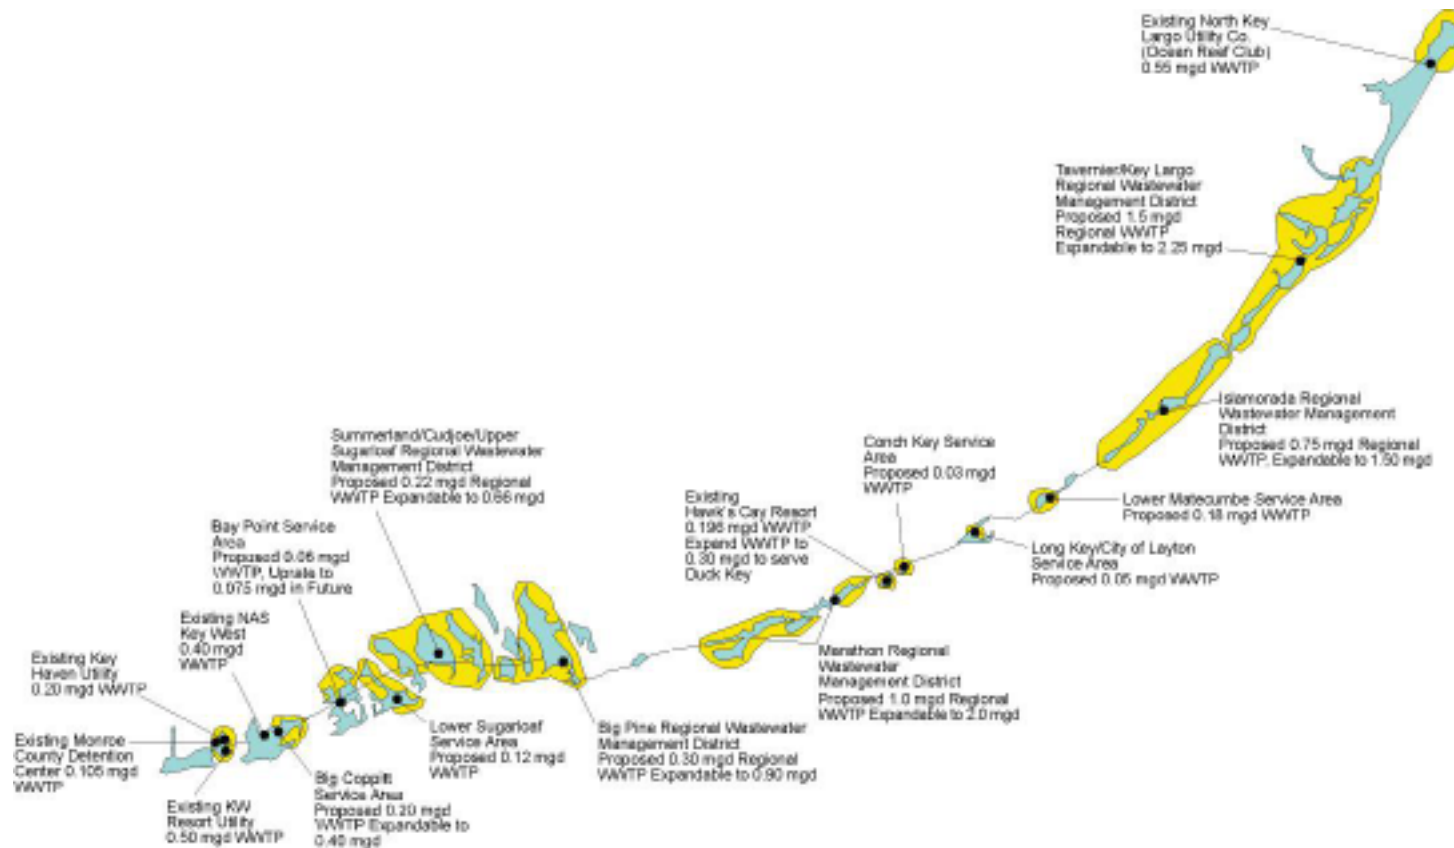 Existing North Key
Largo Utility Co.
(Ocean Reef Club)
0.55 mgd WWTP
Tavernier/Key Largo
Regional Wastewater
Management District
Proposed 1.5 mgd
Regional WWTP
Expandable to 2.25 mgd
Islamorada Regional
Wastewater Management
District
Proposed 0.75 mgd Regional
WWTP, Expandable to 1.50 mgd
Summerland/Cudjoe/Upper
Sugarloaf Regional Wastewater
Management District
Proposed 0.22 mgd Regional
WWTP Expandable to 0.66 mgd
Conch Key Service
Area
Proposed 0.03 mgd
WWTP
Existing
Hawk's Cay Resort
0.196 mgd WWTP
Expand WWTP to
0.30 mgd to serve
Duck Key
Lower Matecumbe Service Area
Proposed 0.18 mgd WWTP
Long Key/City of Layton
Service Area
Proposed 0.05 mgd WWTP
Bay Point Service
Area
Proposed 0.06 mgd
WWTP, Uprate to
0.075 mgd in Future
Existing NAS
Key West
0.40 mgd
WWTP
Existing Key
Haven Utility
0.20 mgd WWTP
Marathon Regional
Wastewater
Management District
Proposed 1.0 mgd Regional
WWTP Expandable to 2.0 mgd
Existing Monroe
County Detention
Center 0.105 mgd
WWTP
Lower Sugarloaf
Service Area
Proposed 0.12 mgd
WWTP
Big Pine Regional Wastewater
Management District
Proposed 0.30 mgd Regional
WWTP Expandable to 0.90 mgd
Existing KW
Resort Utility
0.50 mgd WWTP
Big Coppitt
Service Area
Proposed 0.20 mgd
WWTP Expandable to
0.40 mgd